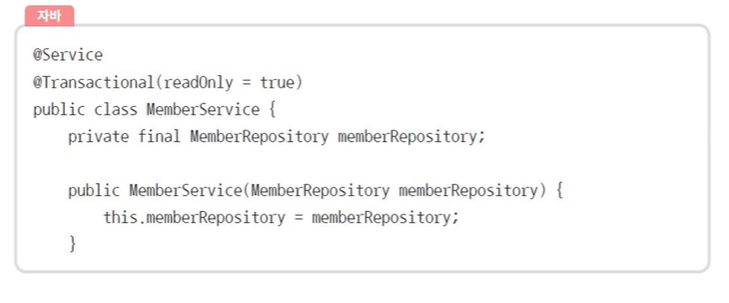 자바
@Service
@Transactional(readOnly = true)
public class MemberService {
    private final MemberRepository memberRepository;

    public MemberService(MemberRepository memberRepository) {
        this.memberRepository = memberRepository;
    }